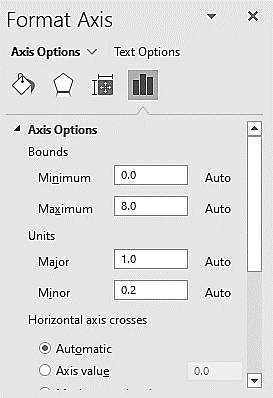 Format Axis
Axis Options Text Options
Axis Options
Bounds
Minimum 0.0 Auto
Maximum 8.0 Auto
Units
Major 1.0 Auto
Minor 0.2 Auto
Horizontal axis crosses
Automatic
Axis value 0.0